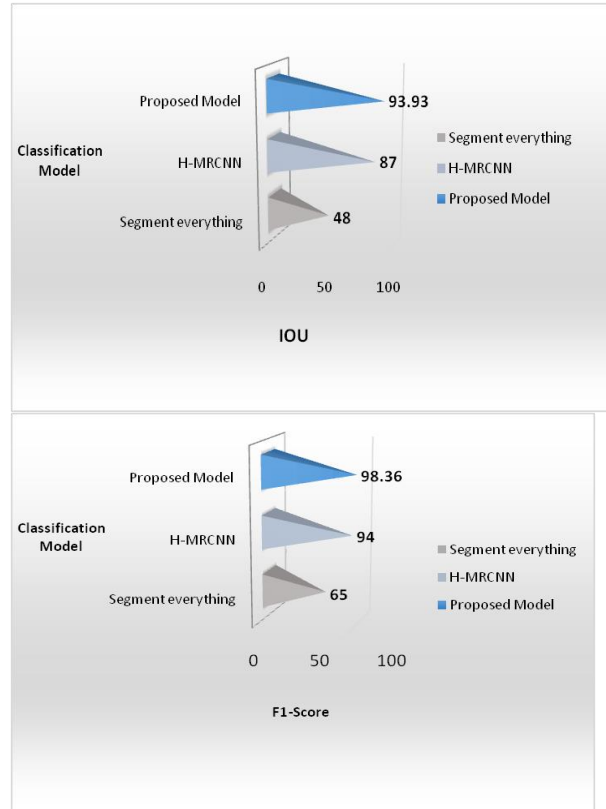 Proposed Model
93.93
Segment everything
Classification
Model
H-MRCNN
87
H-MRCNN
Proposed Model
Segment everything
48
0 50 100
IOU
Proposed Model
98.36
Classification
Model
H-MRCNN
94
Segment everything
H-MRCNN
Proposed Model
Segment everything
65
0 50 100
F1-Score